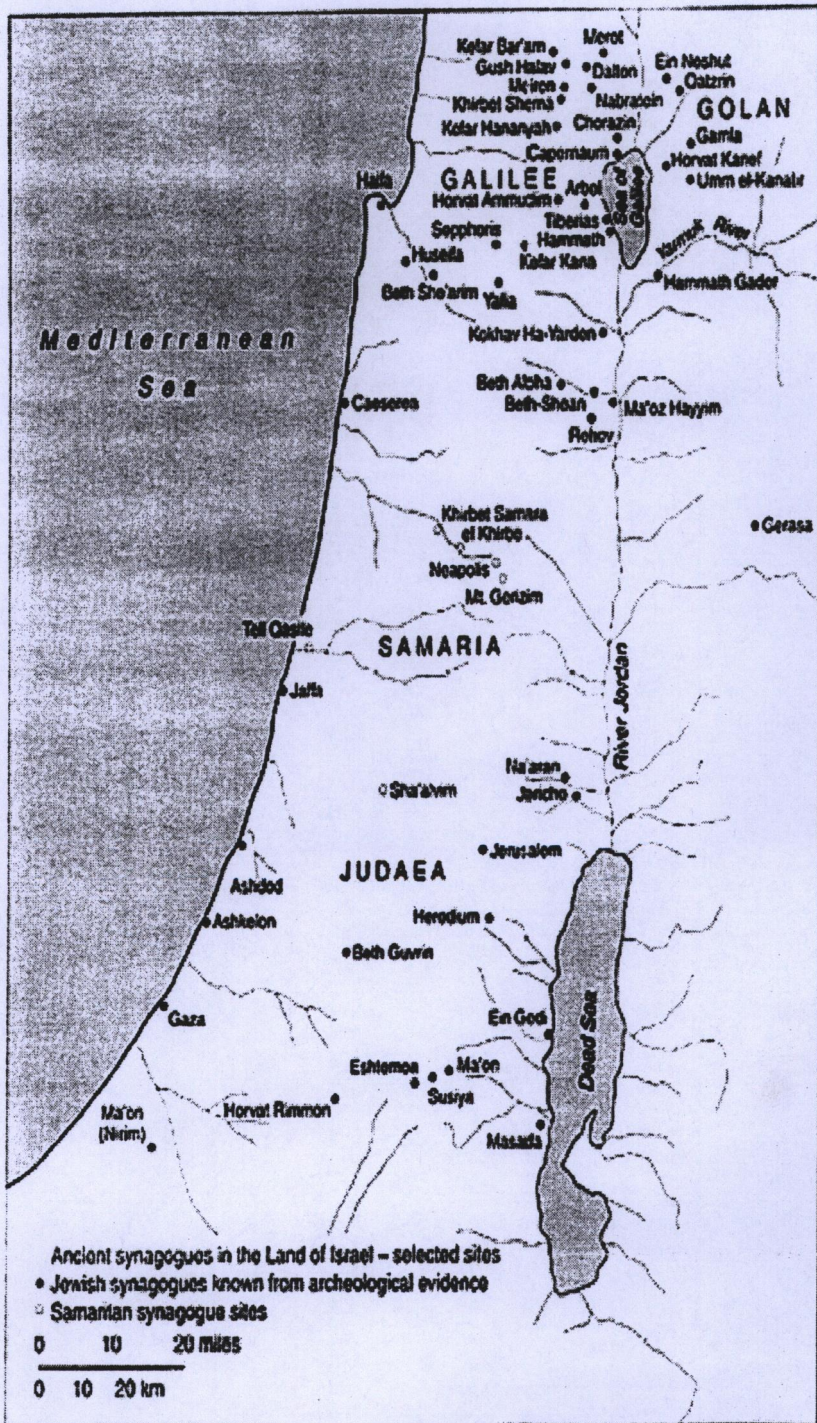 Kefar Bar'am
Merot
Gush Halav
Dalton
Ein Neshut
Meiron
Qatzrin
Khirbet Shema
Nabratein
GOLAN
Kefar Hananyah
Chorazin
Gamla
Capernaum
Horvat Kanef
GALILEE
Arbel
Umm el-Kanatir
Haifa
Horvat Ammudim
Sea of Galilee
Tiberias
Sepphoris
Hammath
Yarmuk River
Huseifa
Kefar Kana
Beth She'arim
Yafia
Hammath Gader
Mediterranean
Sea
Kokhav Ha-Yarden
Beth Alpha
Caesarea
Beth-Shean
Ma'oz Hayyim
Rehov
Khirbet Samara
el Khirbe
Gerasa
Neapolis
Mt. Gerizim
Tell Qasile
SAMARIA
River Jordan
Jaffa
Na'aran
Sha'alvim
Jericho
Jerusalem
Ashdod
JUDAEA
Ashkelon
Herodium
Beth Guvrin
Gaza
Ein Gedi
Dead Sea
Eshtemoa
Ma'on
Susiya
Ma'on
(Nirim)
Horvat Rimmon
Masada
Ancient synagogues in the Land of Israel – selected sites
Jewish synagogues known from archeological evidence
Samaritan synagogue sites
0 10 20 miles
0 10 20 km